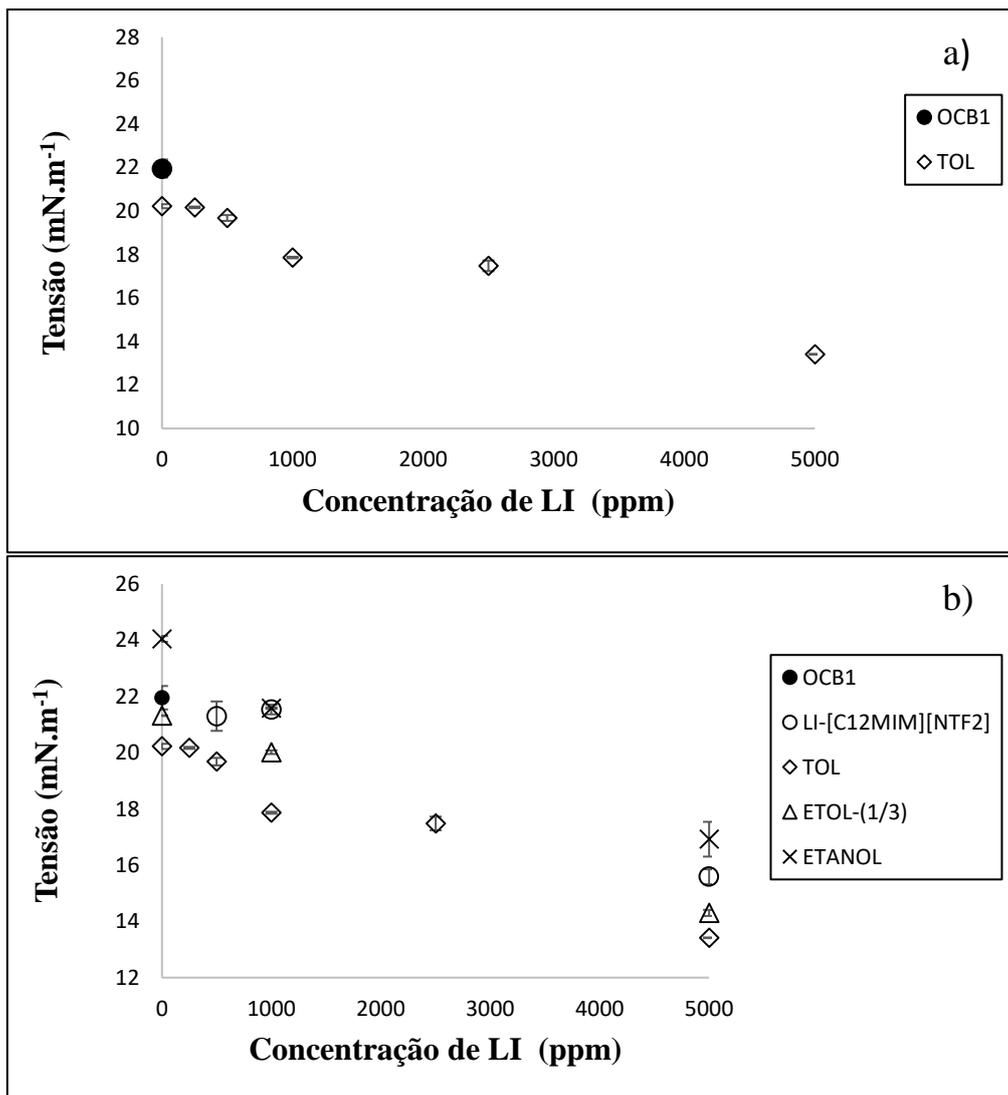 a)
28
26
24
22
20
18
16
14
12
10
Tensão (mN.m-1)
0 1000 2000 3000 4000 5000
Concentração de LI (ppm)
OCB1
TOL
b)
26
24
22
20
18
16
14
12
Tensão (mN.m-1)
0 1000 2000 3000 4000 5000
Concentração de LI (ppm)
OCB1
LI-[C12MIM][NTF2]
TOL
ETOL-(1/3)
ETANOL